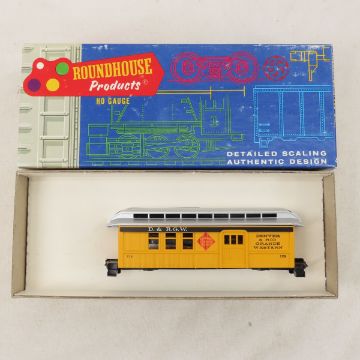 ROUNDHOUSE
Products
HO GAUGE
DETAILED SCALING
AUTHENTIC DESIGN
D. & R.G.W.
DENVER
& RIO
GRANDE
WESTERN